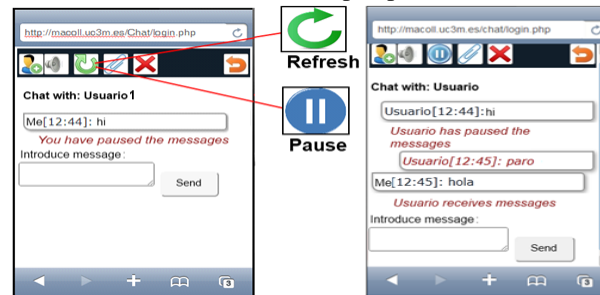 http://macoll.uc3m.es/Chat/login.php
Chat with: Usuario1
Me[12:44]: hi
You have paused the messages
Introduce message:
Send
3
Refresh
Pause
http://macoll.uc3m.es/chat/login.php
Chat with: Usuario
Usuario[12:44]:hi
Usuario has paused the
messages
Usuario[12:45]: paro
Me[12:45]: hola
Usuario receives messages
Introduce message:
Send
3